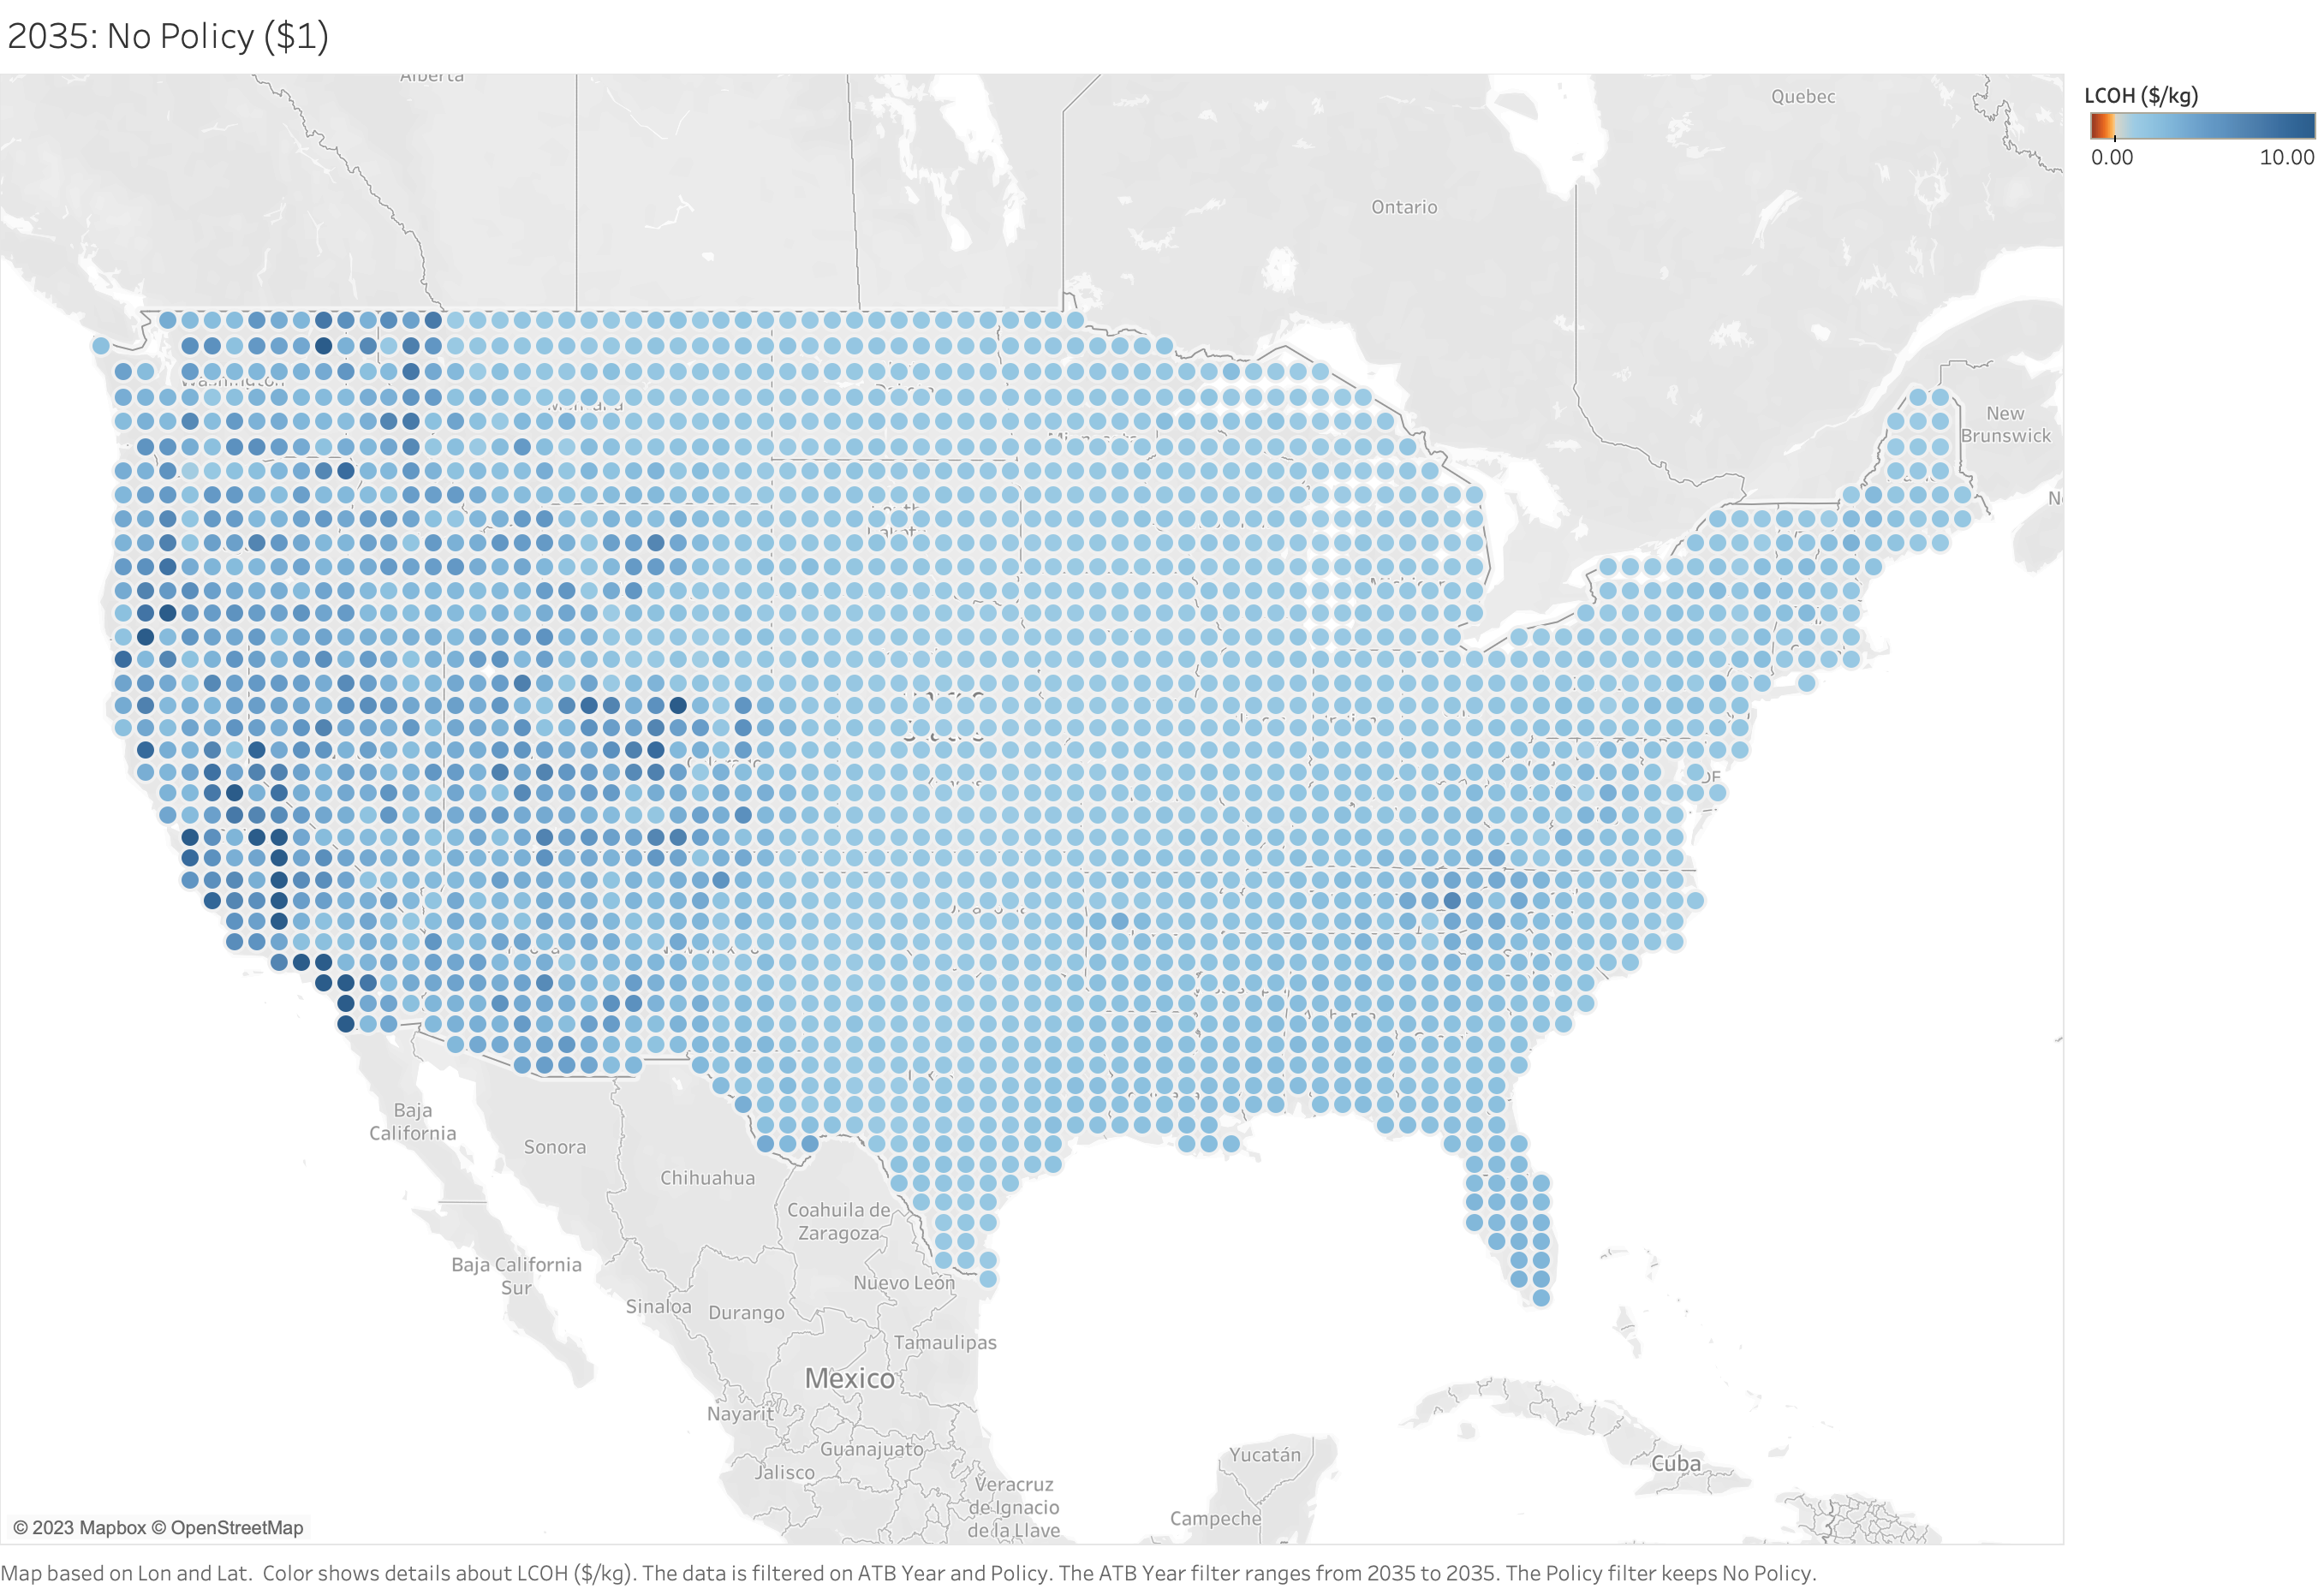 2035: No Policy ($1)
Alberta
Quebec
LCOH ($/kg)
0.00
10.00
Ontario
Washington
New
Brunswick
Baja
California
Sonora
Chihuahua
Coahuila de
Zaragoza
Baja California
Sur
Nuevo León
Sinaloa
Durango
Tamaulipas
Mexico
Nayarit
Guanajuato
Yucatán
Jalisco
Cuba
Veracruz
de Ignacio
de la Llave
Campeche
© 2023 Mapbox © OpenStreetMap
Map based on Lon and Lat. Color shows details about LCOH ($/kg). The data is filtered on ATB Year and Policy. The ATB Year filter ranges from 2035 to 2035. The Policy filter keeps No Policy.